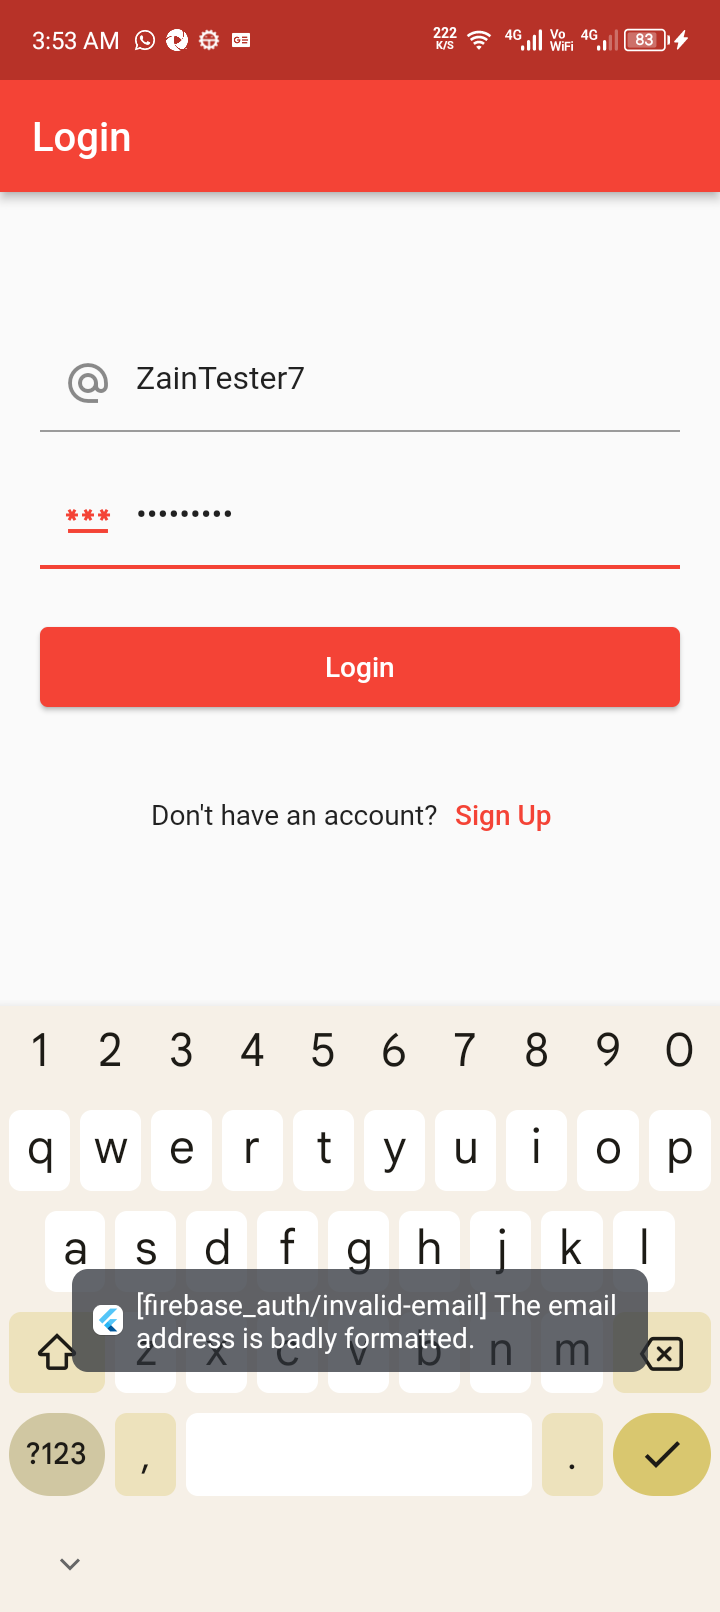 3:53 AM 222 K/S 4G Vo WiFi 4G 83
Login
ZainTester7
•••••••••
Login
Don't have an account? Sign Up
1 2 3 4 5 6 7 8 9 0
q w e r t y u i o p
a s d f g h j k l
[firebase_auth/invalid-email] The email
address is badly formatted.
z x c v b n m
?123 , .